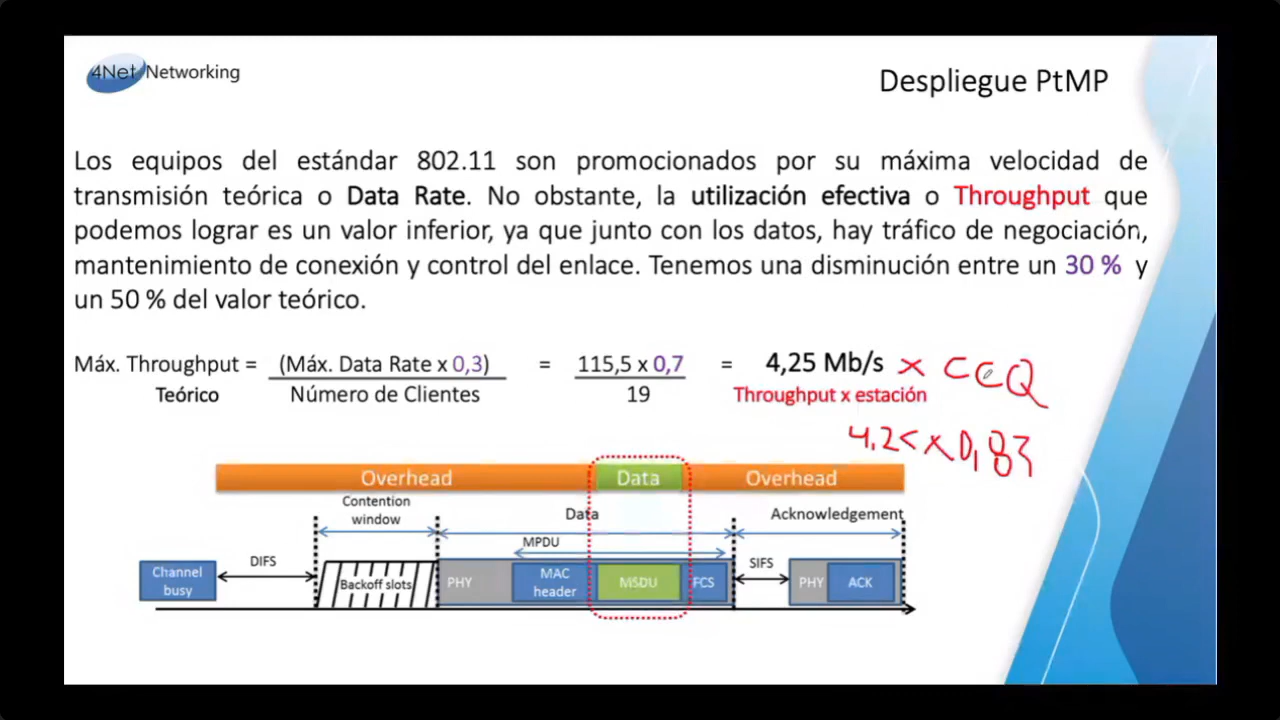 4Net Networking
Despliegue PtMP
Los equipos del estándar 802.11 son promocionados por su máxima velocidad de
transmisión teórica o Data Rate. No obstante, la utilización efectiva o Throughput que
podemos lograr es un valor inferior, ya que junto con los datos, hay tráfico de negociación,
mantenimiento de conexión y control del enlace. Tenemos una disminución entre un 30 % y
un 50 % del valor teórico.
Máx. Throughput = (Máx. Data Rate x 0,3) = 115,5 x 0,7 = 4,25 Mb/s x CCQ
Teórico Número de Clientes 19 Throughput x estación
4.25 x 0,83
Overhead Data Overhead
Contention
window
Data
Acknowledgement
MPDU
DIFS
SIFS
Channel
busy
Backoff slots
PHY
MAC
header
MSDU
FCS
PHY
ACK